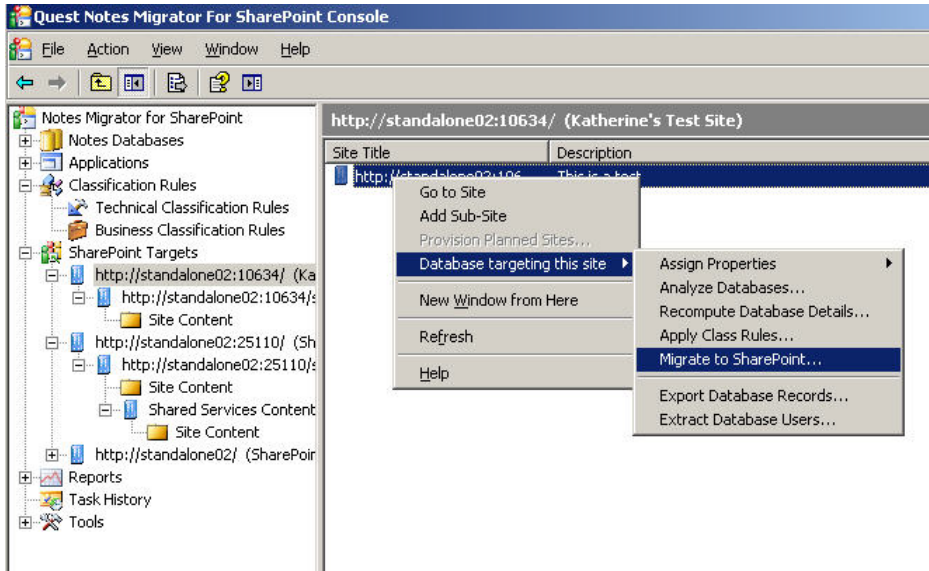 Quest Notes Migrator For SharePoint Console
File Action View Window Help
Notes Migrator for SharePoint
Notes Databases
Applications
Classification Rules
Technical Classification Rules
Business Classification Rules
SharePoint Targets
http://standalone02:10634/ (Ka
http://standalone02:10634/s
Site Content
http://standalone02:25110/ (Sh
http://standalone02:25110/s
Site Content
Shared Services Content
Site Content
http://standalone02/ (SharePoir
Reports
Task History
Tools
http://standalone02:10634/ (Katherine's Test Site)
Site Title Description
http://standalone02:106... This is a test
Go to Site
Add Sub-Site
Provision Planned Sites...
Database targeting this site
New Window from Here
Refresh
Help
Assign Properties
Analyze Databases...
Recompute Database Details...
Apply Class Rules...
Migrate to SharePoint...
Export Database Records...
Extract Database Users...